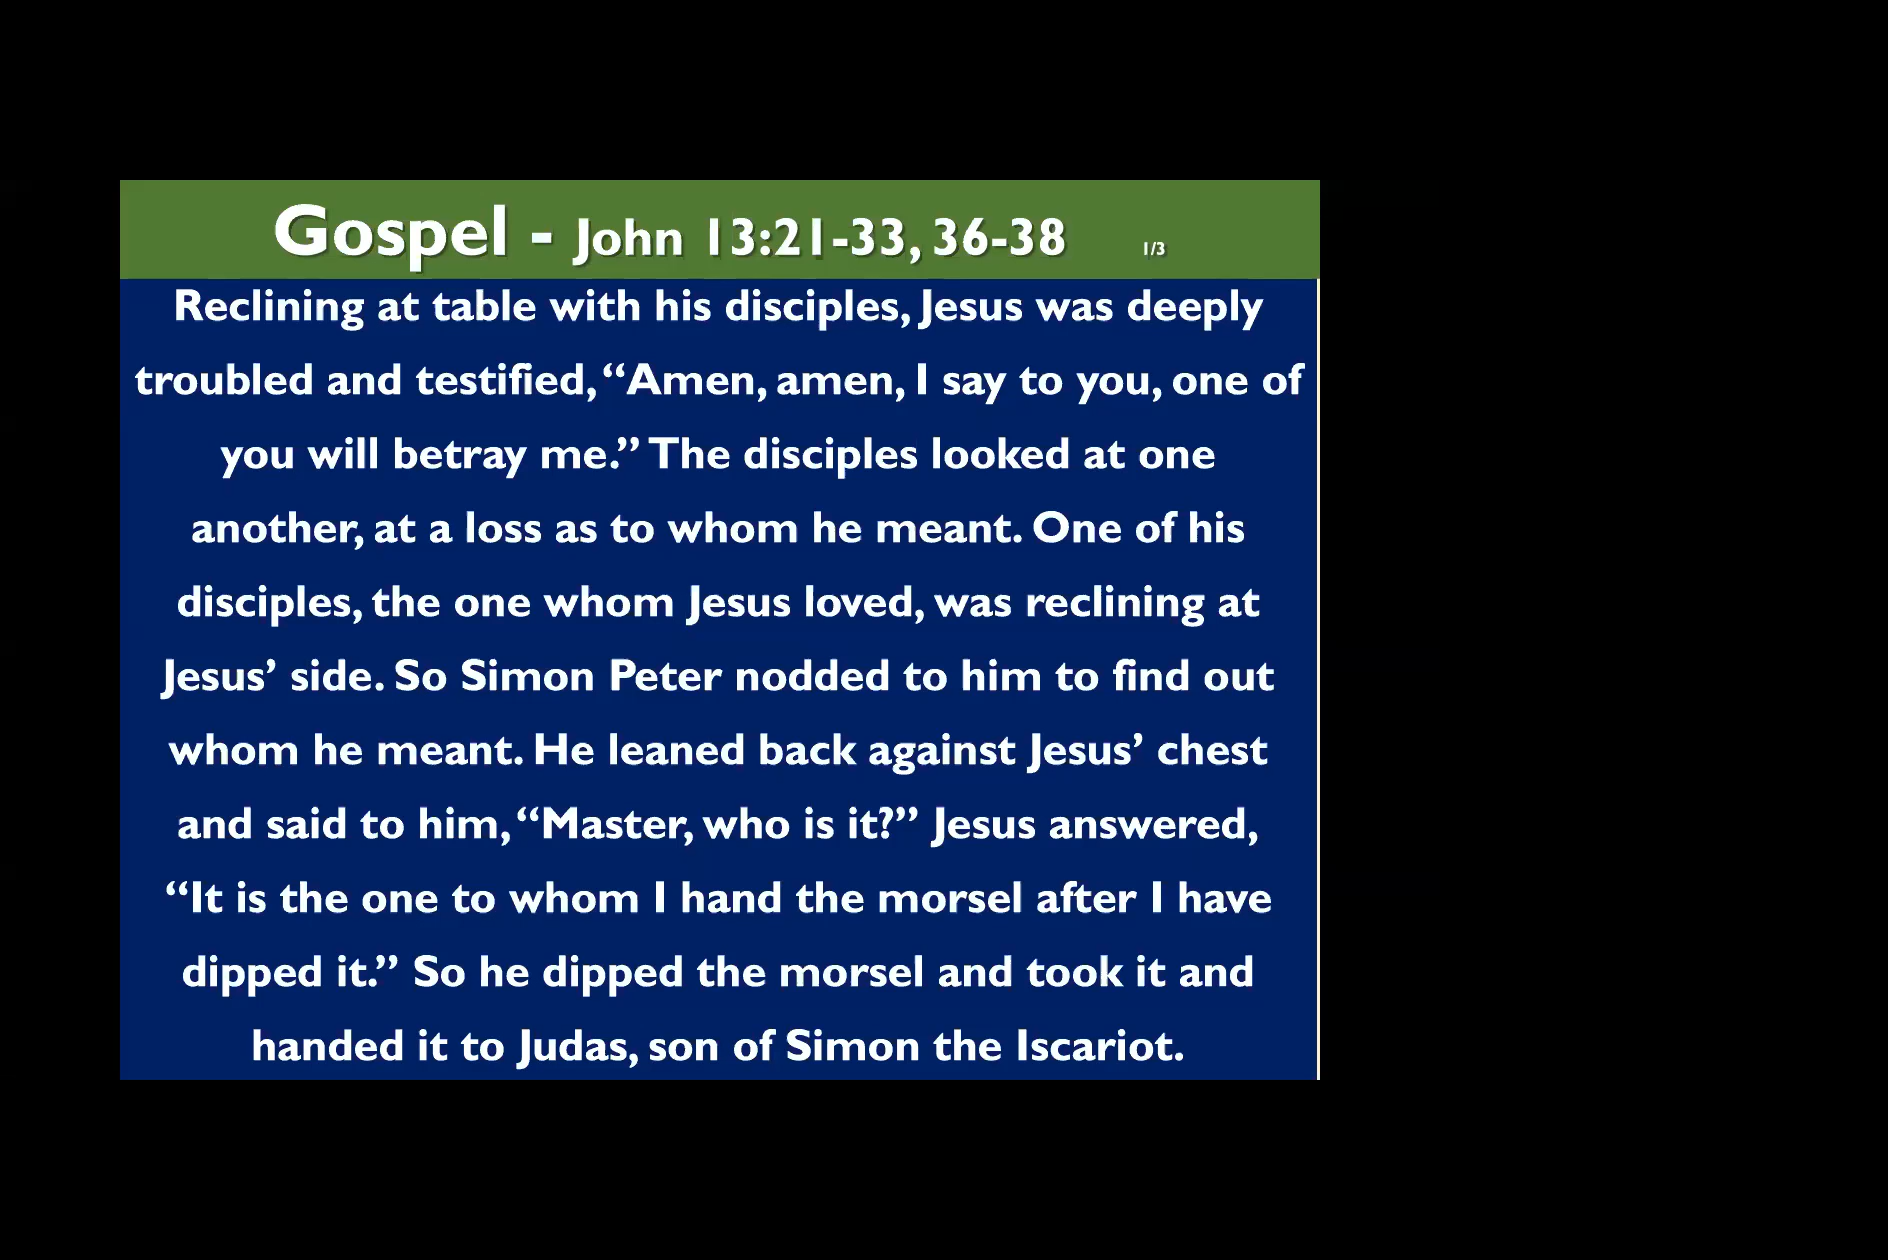 Gospel - John 13:21-33, 36-38 1/3
Reclining at table with his disciples, Jesus was deeply
troubled and testified, “Amen, amen, I say to you, one of
you will betray me.” The disciples looked at one
another, at a loss as to whom he meant. One of his
disciples, the one whom Jesus loved, was reclining at
Jesus’ side. So Simon Peter nodded to him to find out
whom he meant. He leaned back against Jesus’ chest
and said to him, “Master, who is it?” Jesus answered,
“It is the one to whom I hand the morsel after I have
dipped it.” So he dipped the morsel and took it and
handed it to Judas, son of Simon the Iscariot.